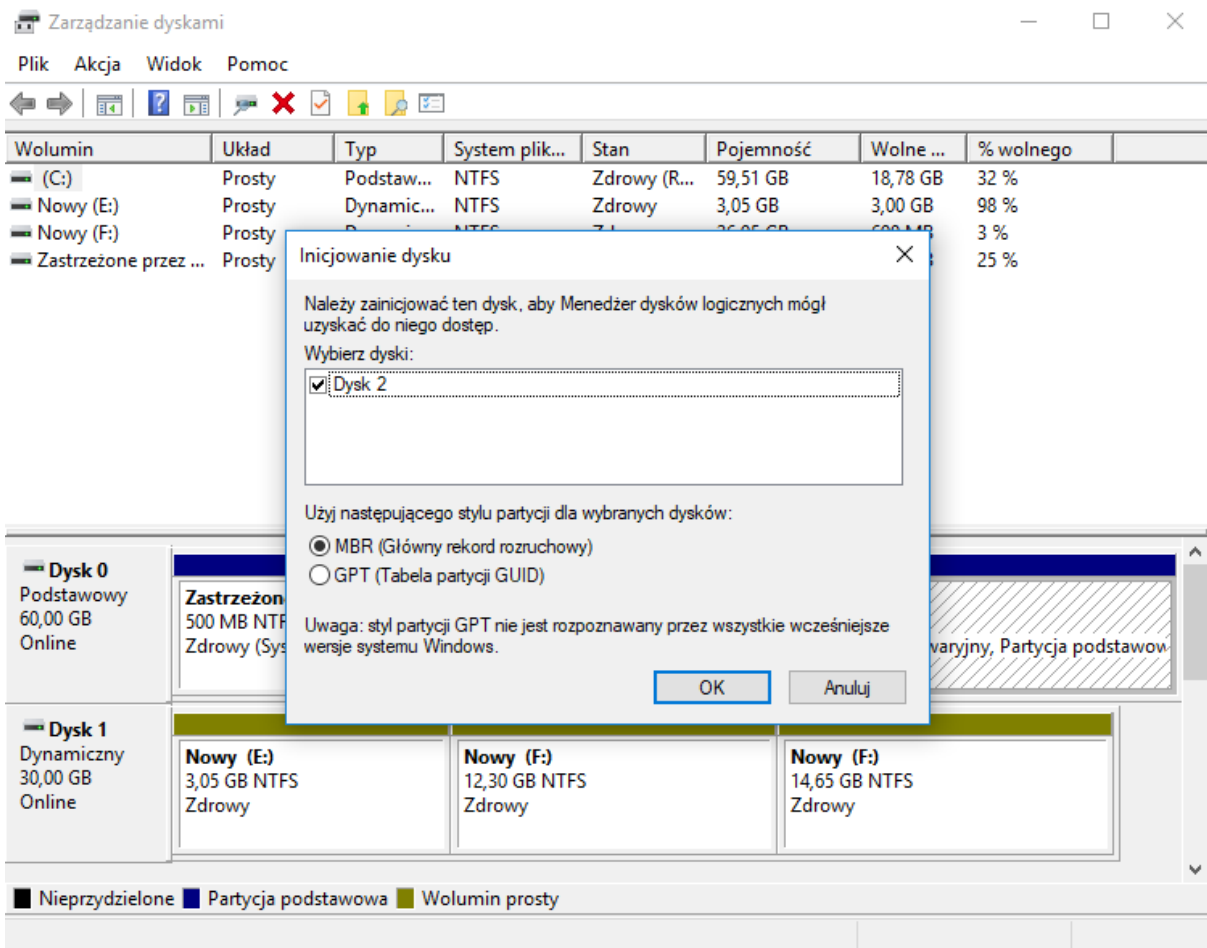 Zarządzanie dyskami
Plik Akcja Widok Pomoc
Wolumin Układ Typ System plik... Stan Pojemność Wolne ... % wolnego
(C:) Prosty Podstaw... NTFS Zdrowy (R... 59,51 GB 18,78 GB 32 %
Nowy (E:) Prosty Dynamic... NTFS Zdrowy 3,05 GB 3,00 GB 98 %
Nowy (F:) Prosty 3 %
Zastrzeżone przez ... Prosty 25 %
Inicjowanie dysku
Należy zainicjować ten dysk, aby Menedżer dysków logicznych mógł
uzyskać do niego dostęp.
Wybierz dyski:
Dysk 2
Użyj następującego stylu partycji dla wybranych dysków:
MBR (Główny rekord rozruchowy)
GPT (Tabela partycji GUID)
Uwaga: styl partycji GPT nie jest rozpoznawany przez wszystkie wcześniejsze
wersje systemu Windows.
OK Anuluj
Dysk 0
Podstawowy
60,00 GB
Online
Zastrzeżon
500 MB NTF
Zdrowy (Sys
waryjny, Partycja podstawow
Dysk 1
Dynamiczny
30,00 GB
Online
Nowy (E:)
3,05 GB NTFS
Zdrowy
Nowy (F:)
12,30 GB NTFS
Zdrowy
Nowy (F:)
14,65 GB NTFS
Zdrowy
Nieprzydzielone Partycja podstawowa Wolumin prosty